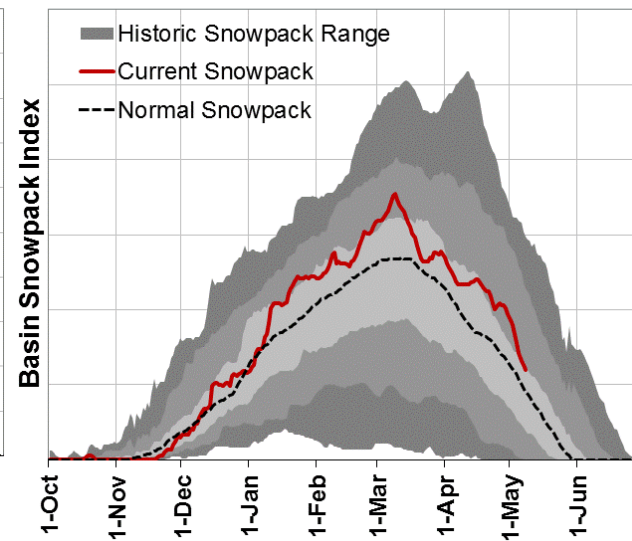 Historic Snowpack Range
Current Snowpack
Normal Snowpack
Basin Snowpack Index
1-Oct
1-Nov
1-Dec
1-Jan
1-Feb
1-Mar
1-Apr
1-May
1-Jun